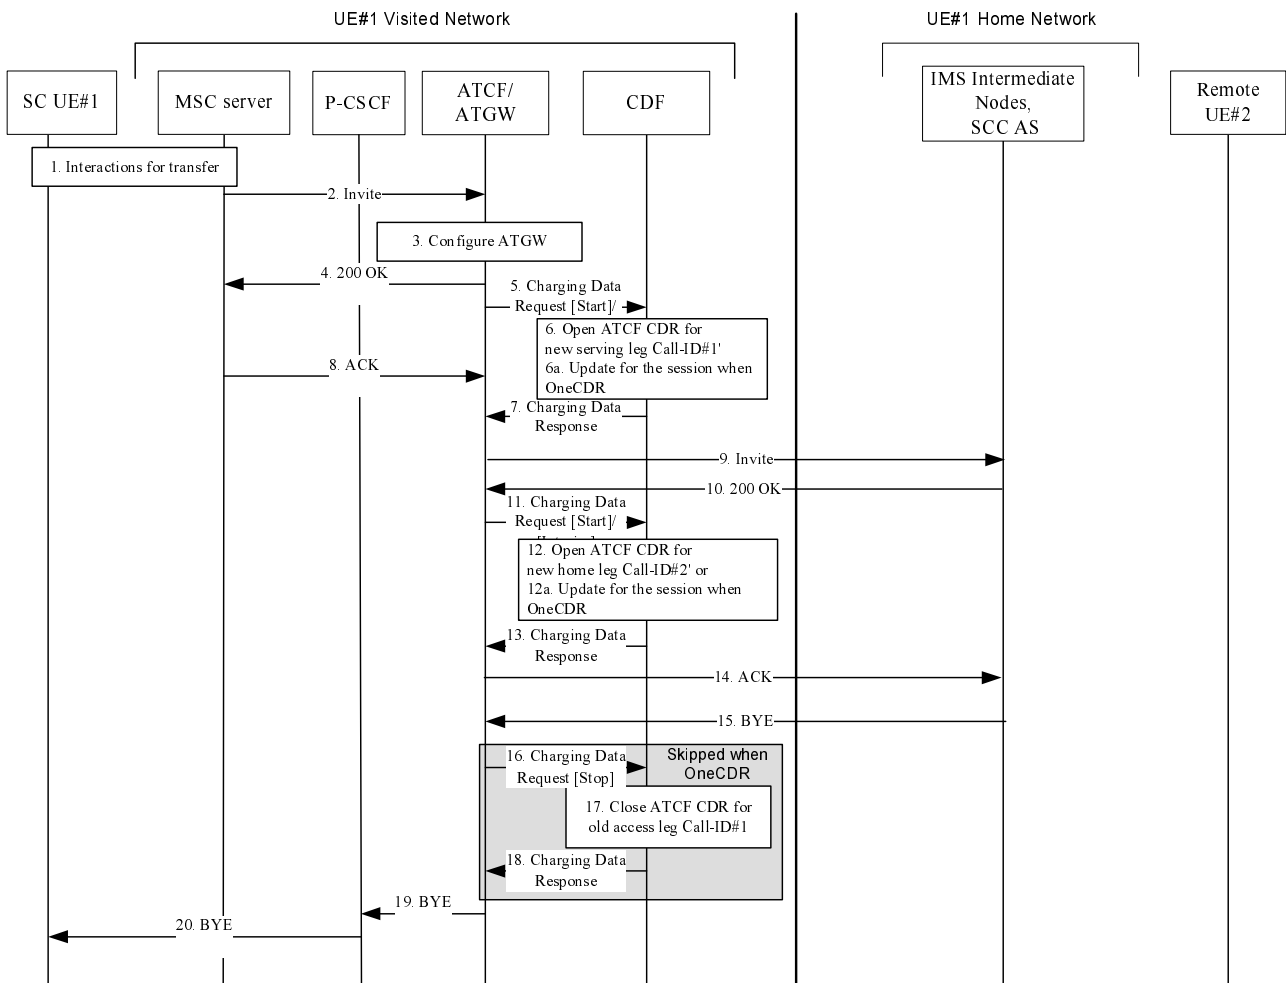 UE#1 Visited Network
UE#1 Home Network
SC UE#1
MSC server
P-CSCF
ATCF/
ATGW
CDF
IMS Intermediate
Nodes,
SCC AS
Remote
UE#2
1. Interactions for transfer
2. Invite
3. Configure ATGW
4. 200 OK
5. Charging Data
Request [Start]/
6. Open ATCF CDR for
new serving leg Call-ID#1'
6a. Update for the session when
OneCDR
8. ACK
7. Charging Data
Response
9. Invite
10. 200 OK
11. Charging Data
Request [Start]/
12. Open ATCF CDR for
new home leg Call-ID#2' or
12a. Update for the session when
OneCDR
13. Charging Data
Response
14. ACK
15. BYE
Skipped when
OneCDR
16. Charging Data
Request [Stop]
17. Close ATCF CDR for
old access leg Call-ID#1
18. Charging Data
Response
19. BYE
20. BYE